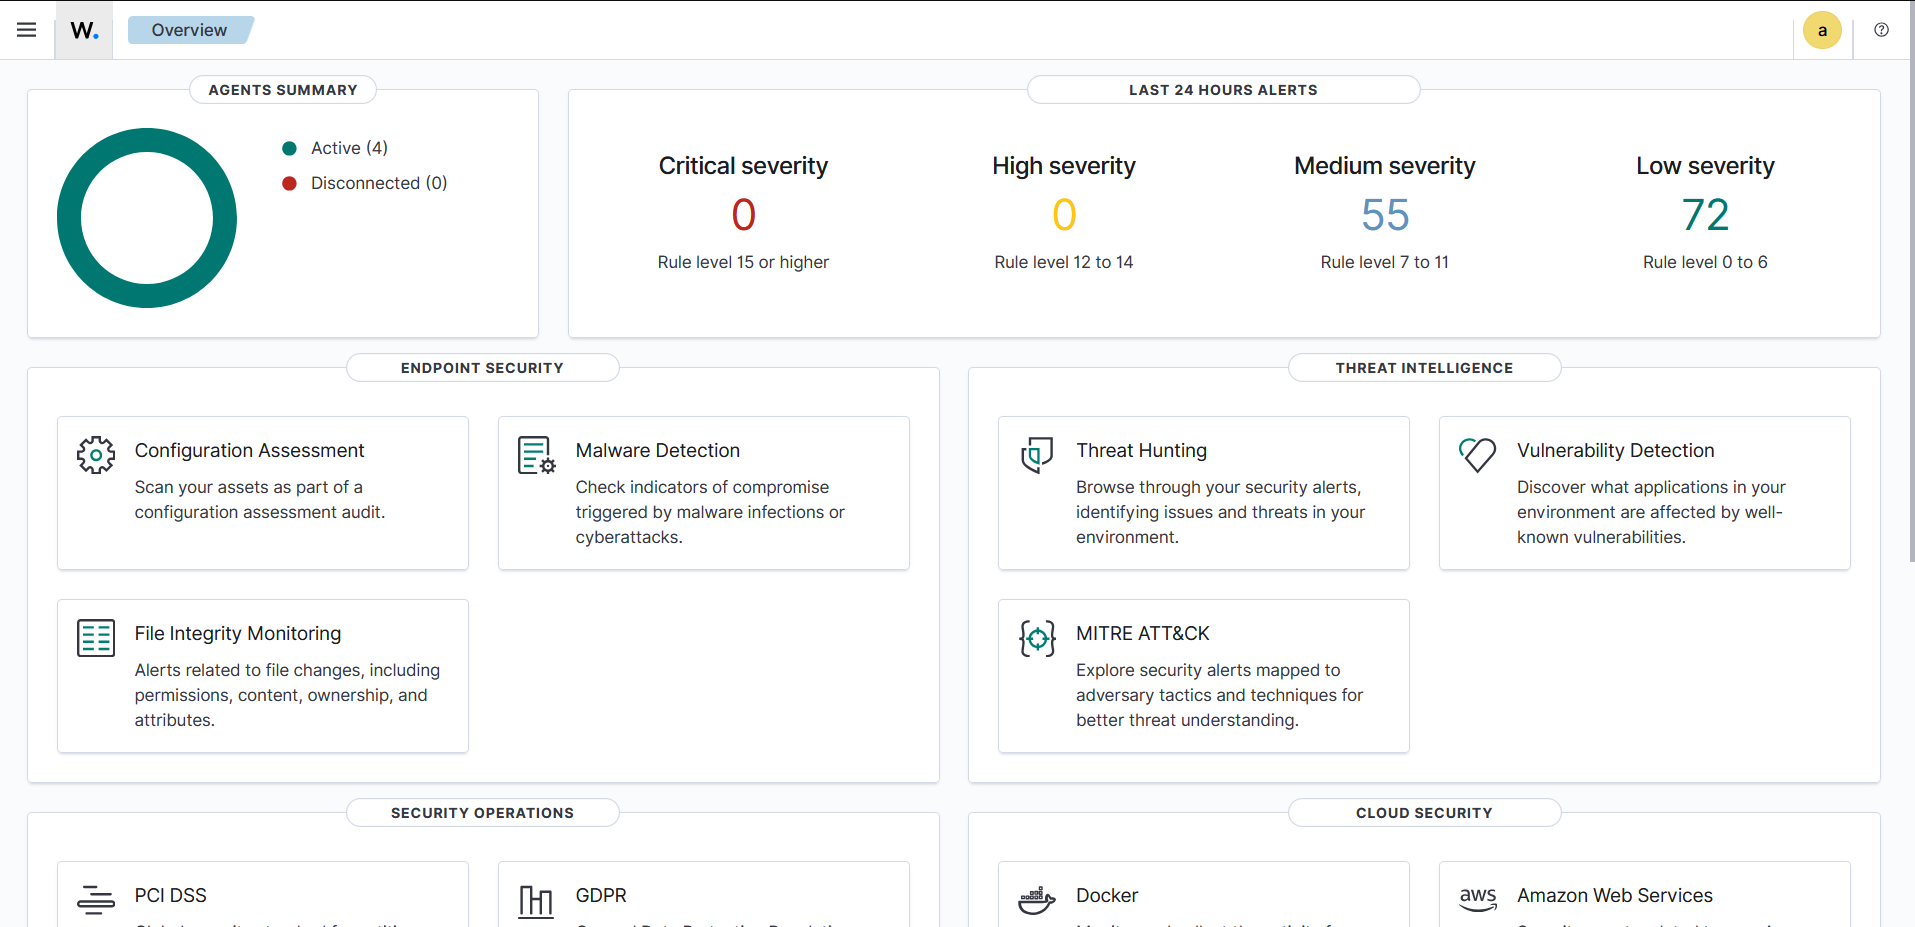 W.
Overview
a
AGENTS SUMMARY
Active (4)
Disconnected (0)
LAST 24 HOURS ALERTS
Critical severity
0
Rule level 15 or higher
High severity
0
Rule level 12 to 14
Medium severity
55
Rule level 7 to 11
Low severity
72
Rule level 0 to 6
ENDPOINT SECURITY
Configuration Assessment
Scan your assets as part of a
configuration assessment audit.
Malware Detection
Check indicators of compromise
triggered by malware infections or
cyberattacks.
File Integrity Monitoring
Alerts related to file changes, including
permissions, content, ownership, and
attributes.
THREAT INTELLIGENCE
Threat Hunting
Browse through your security alerts,
identifying issues and threats in your
environment.
Vulnerability Detection
Discover what applications in your
environment are affected by well-
known vulnerabilities.
MITRE ATT&CK
Explore security alerts mapped to
adversary tactics and techniques for
better threat understanding.
SECURITY OPERATIONS
PCI DSS
GDPR
CLOUD SECURITY
Docker
aws
Amazon Web Services